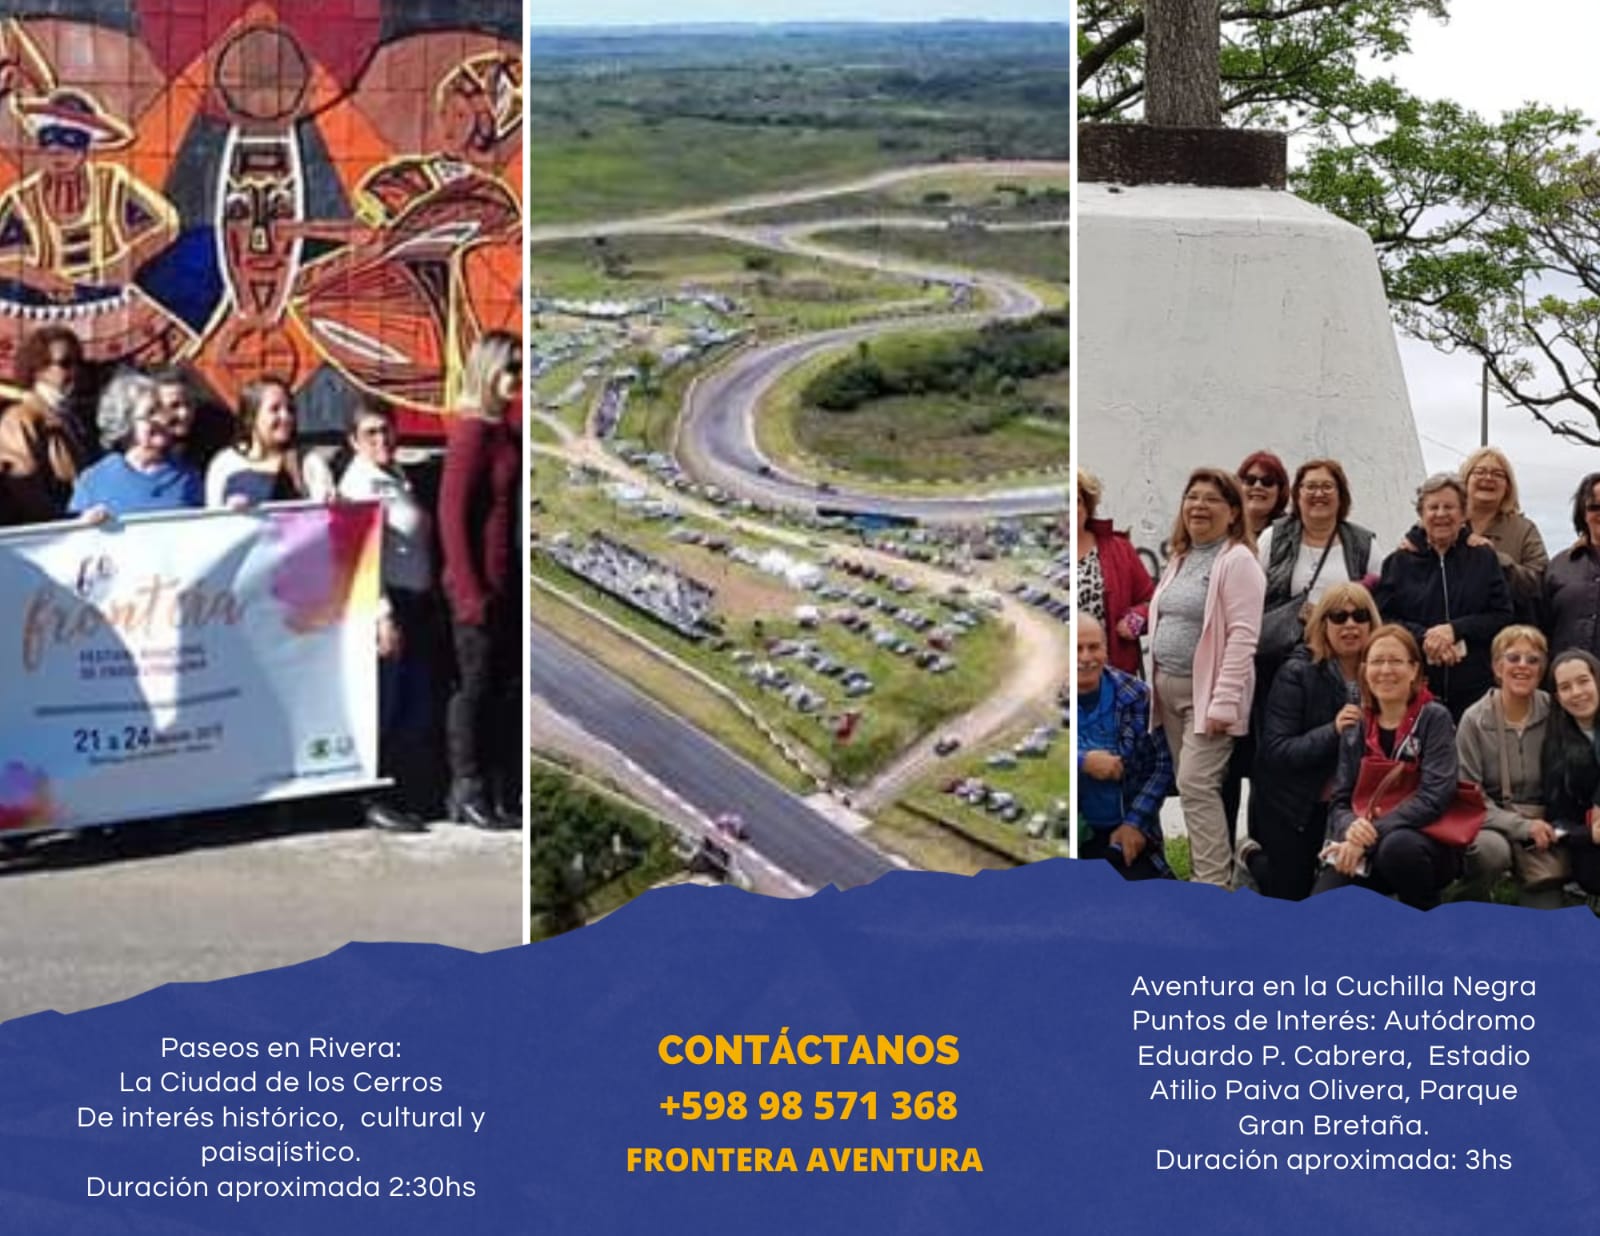 6º
frontera
FESTIVAL
21 a 24
Paseos en Rivera:
La Ciudad de los Cerros
De interés histórico, cultural y
paisajístico.
Duración aproximada 2:30hs
CONTÁCTANOS
+598 98 571 368
FRONTERA AVENTURA
Aventura en la Cuchilla Negra
Puntos de Interés: Autódromo
Eduardo P. Cabrera, Estadio
Atilio Paiva Olivera, Parque
Gran Bretaña.
Duración aproximada: 3hs